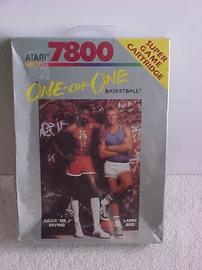 ATARI 7800
SUPER
GAME
CARTRIDGE
ONE-ON-ONE
BASKETBALL
JULIUS "DR. J"
ERVING
LARRY
BIRD